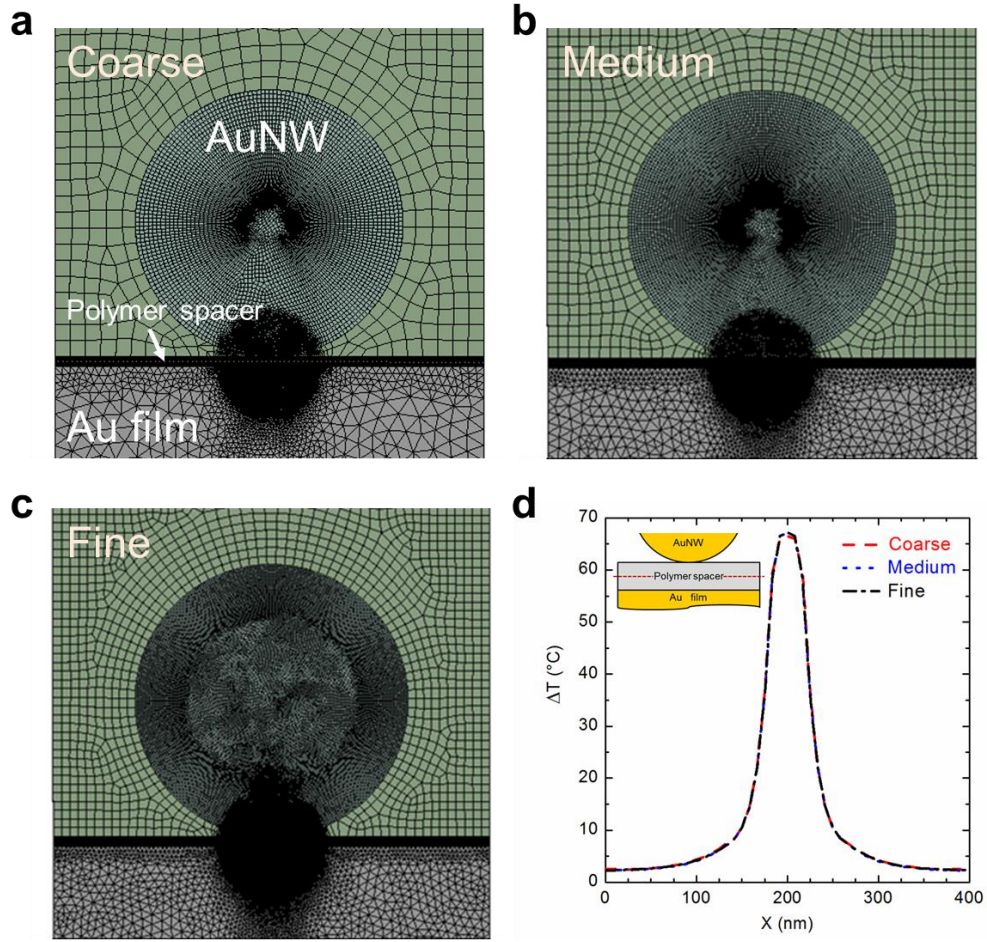 a
Coarse
AuNW
Polymer spacer
Au film
b
Medium
c
Fine
d
70
60
50
40
30
20
10
0
ΔT (°C)
AuNW
Polymer spacer
Au film
Coarse
Medium
Fine
0
100
200
300
400
X (nm)